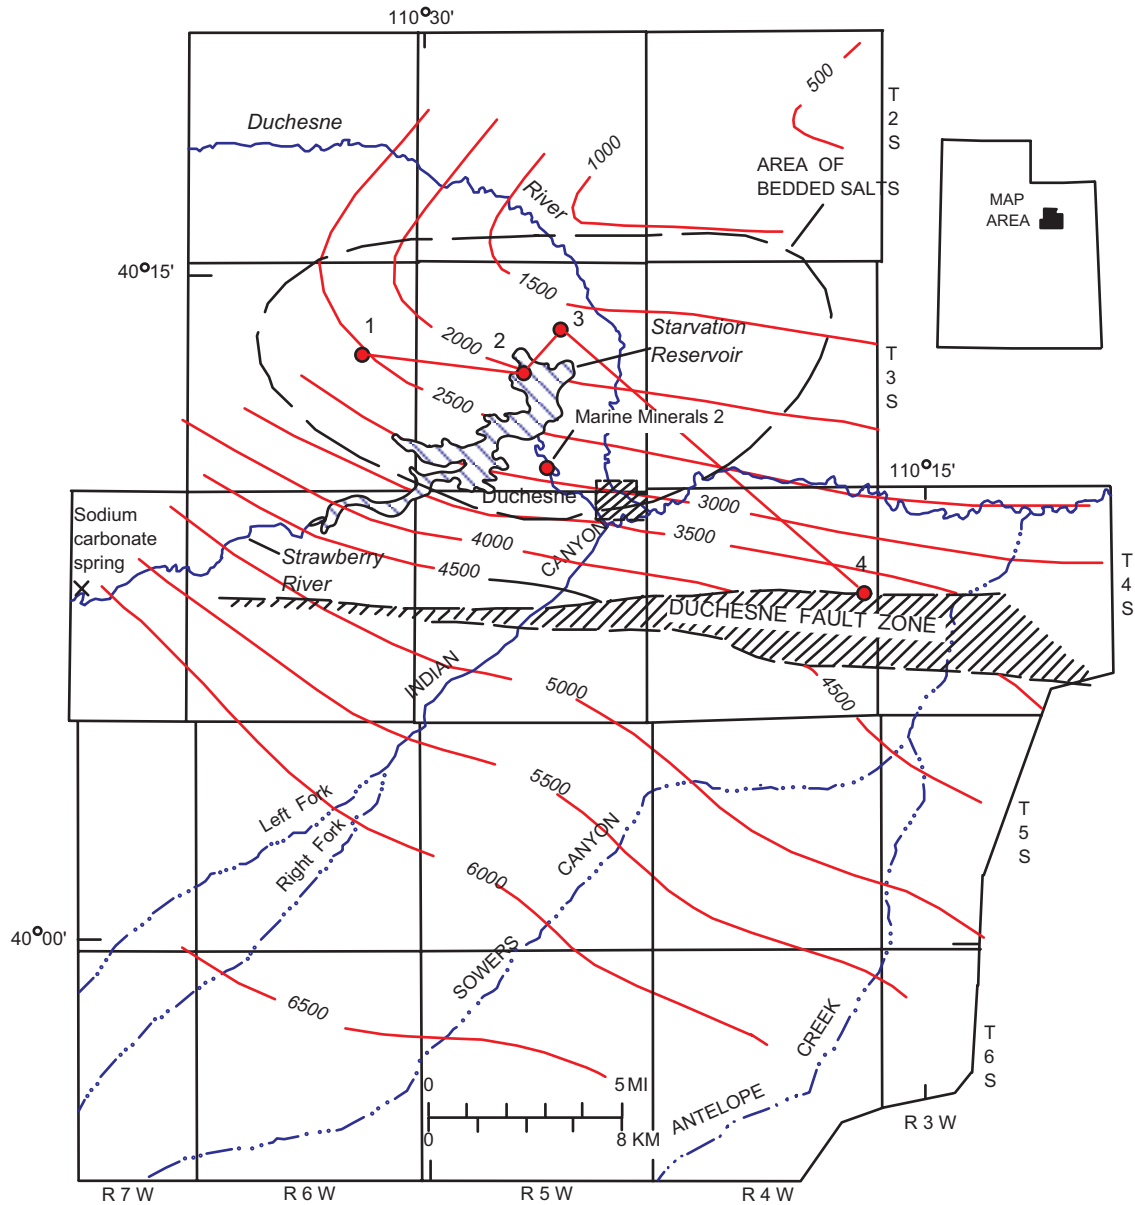 110°30'
500
T
2
S
Duchesne
1000
AREA OF
BEDDED SALTS
River
MAP
AREA
40°15'
1500
1
2
3
2000
Starvation
Reservoir
T
3
S
2500
Marine Minerals 2
110°15'
Duchesne
3000
Sodium
carbonate
spring
4000
3500
CANYON
Strawberry
River
4500
4
T
4
S
DUCHESNE FAULT ZONE
INDIAN
5000
4500
5500
Left Fork
Right Fork
CANYON
T
5
S
6000
40°00'
SOWERS
6500
CREEK
T
6
S
0
5 MI
ANTELOPE
R 3 W
0
8 KM
R 7 W
R 6 W
R 5 W
R 4 W